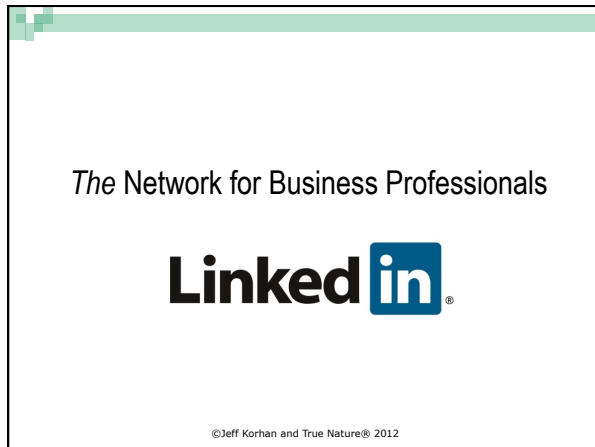 The Network for Business Professionals
Linked in®
©Jeff Korhan and True Nature® 2012